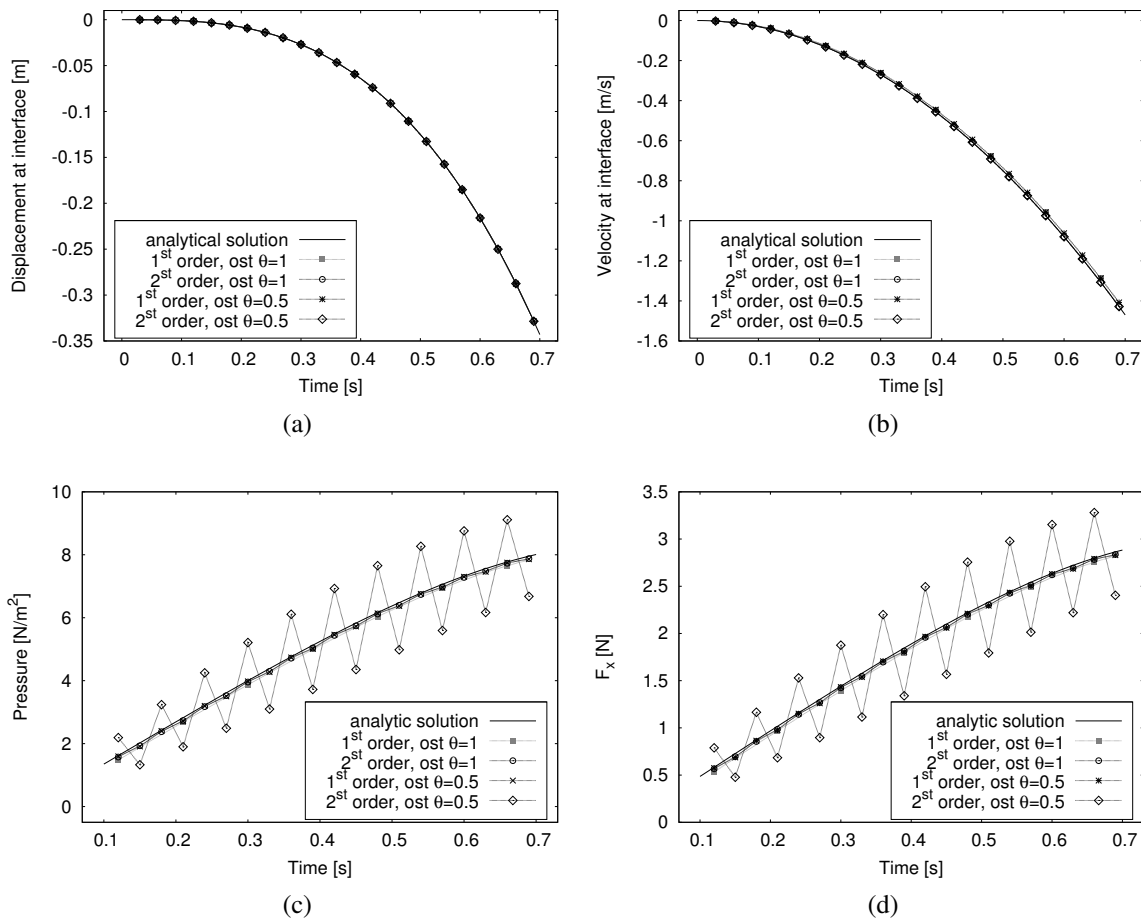 0
-0.05
-0.1
-0.15
-0.2
-0.25
-0.3
-0.35
Displacement at interface [m]
analytical solution
1st order, ost θ=1
2st order, ost θ=1
1st order, ost θ=0.5
2st order, ost θ=0.5
0 0.1 0.2 0.3 0.4 0.5 0.6 0.7
Time [s]
(a)
0
-0.2
-0.4
-0.6
-0.8
-1
-1.2
-1.4
-1.6
Velocity at interface [m/s]
analytical solution
1st order, ost θ=1
2st order, ost θ=1
1st order, ost θ=0.5
2st order, ost θ=0.5
0 0.1 0.2 0.3 0.4 0.5 0.6 0.7
Time [s]
(b)
10
8
6
4
2
0
Pressure [N/m²]
analytic solution
1st order, ost θ=1
2st order, ost θ=1
1st order, ost θ=0.5
2st order, ost θ=0.5
0.1 0.2 0.3 0.4 0.5 0.6 0.7
Time [s]
(c)
3.5
3
2.5
2
1.5
1
0.5
0
Fx [N]
analytic solution
1st order, ost θ=1
2st order, ost θ=1
1st order, ost θ=0.5
2st order, ost θ=0.5
0.1 0.2 0.3 0.4 0.5 0.6 0.7
Time [s]
(d)